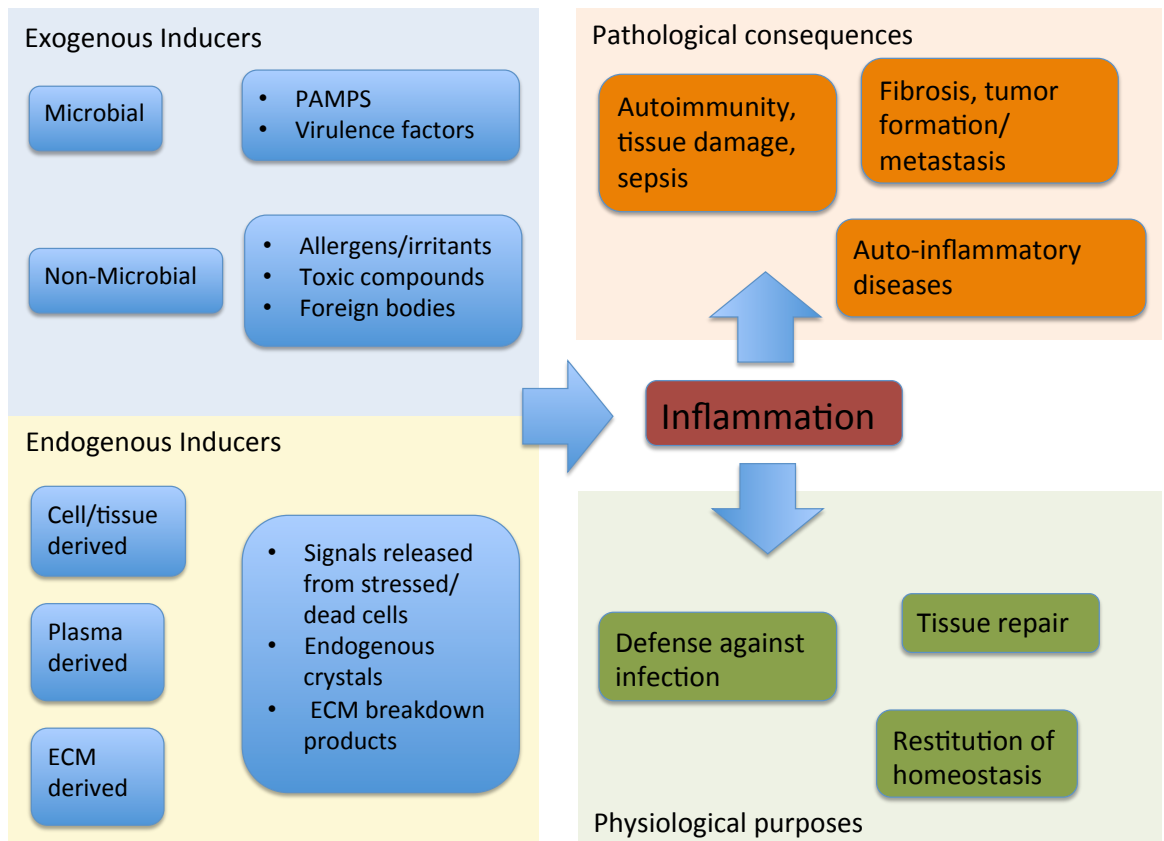 Exogenous Inducers
Microbial
• PAMPS
• Virulence factors
Non-Microbial
• Allergens/irritants
• Toxic compounds
• Foreign bodies
Endogenous Inducers
Cell/tissue
derived
Plasma
derived
ECM
derived
• Signals released
from stressed/
dead cells
• Endogenous
crystals
• ECM breakdown
products
Inflammation
Pathological consequences
Autoimmunity,
tissue damage,
sepsis
Fibrosis, tumor
formation/
metastasis
Auto-inflammatory
diseases
Defense against
infection
Tissue repair
Restitution of
homeostasis
Physiological purposes